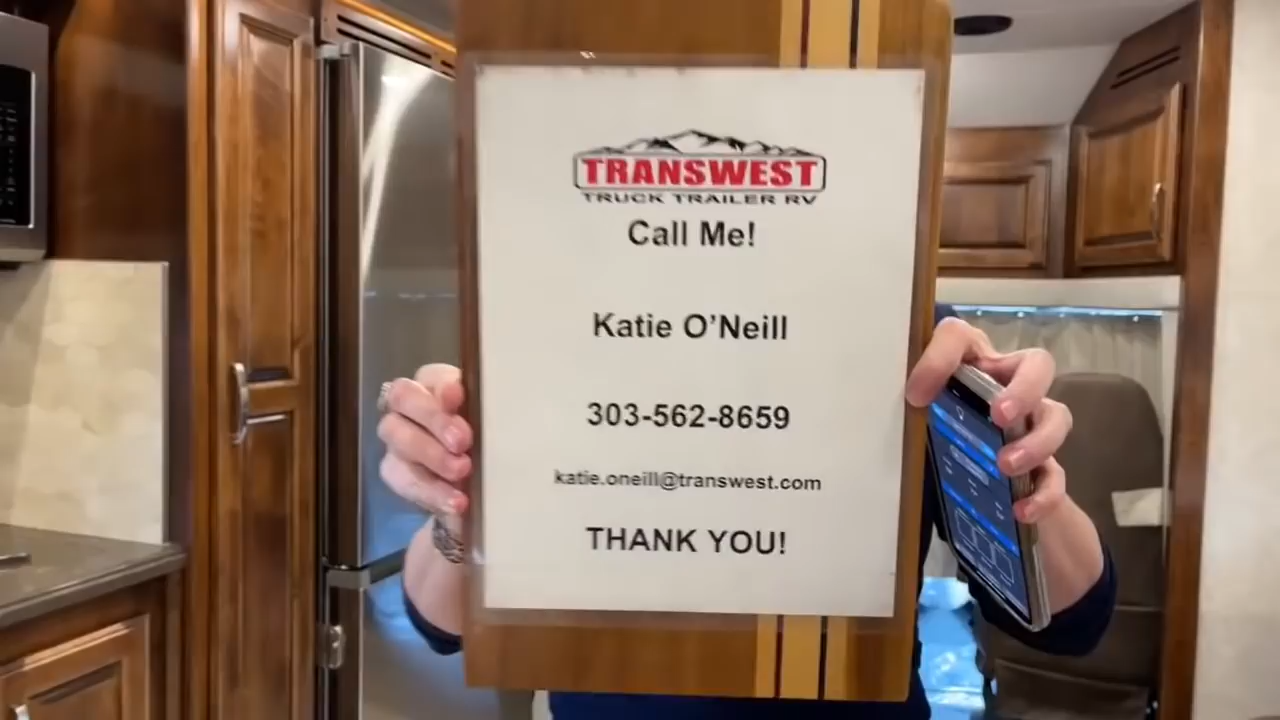 TRANSWEST
TRUCK TRAILER RV
Call Me!
Katie O'Neill
303-562-8659
katie.oneill@transwest.com
THANK YOU!